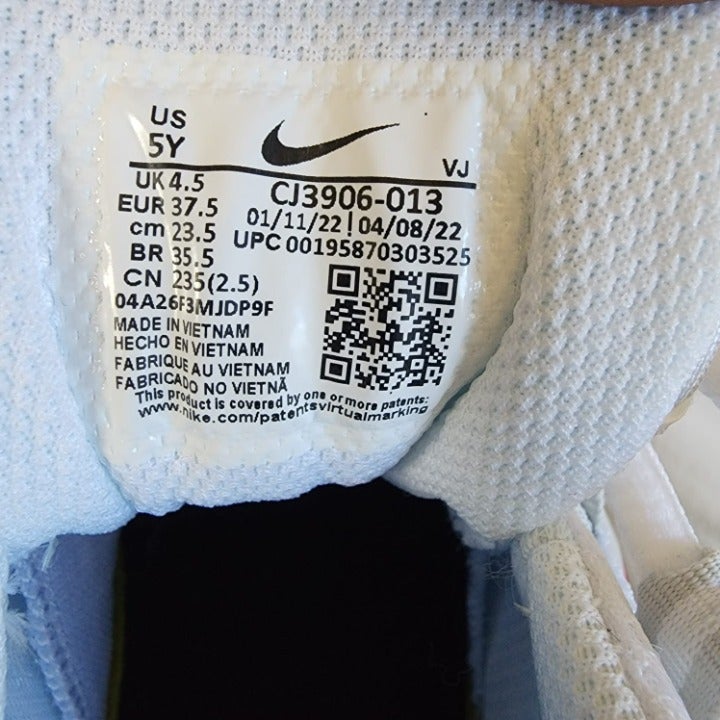 US
5Y
VJ
UK 4.5
EUR 37.5
cm 23.5
BR 35.5
CN 235(2.5)
04A26F3MJDP9F
CJ3906-013
01/11/22 | 04/08/22
UPC 00195870303525
MADE IN VIETNAM
HECHO EN VIETNAM
FABRIQUE AU VIETNAM
FABRICADO NO VIETNÃ
This product is covered by one or more patents:
www.nike.com/patentsvirtualmarking